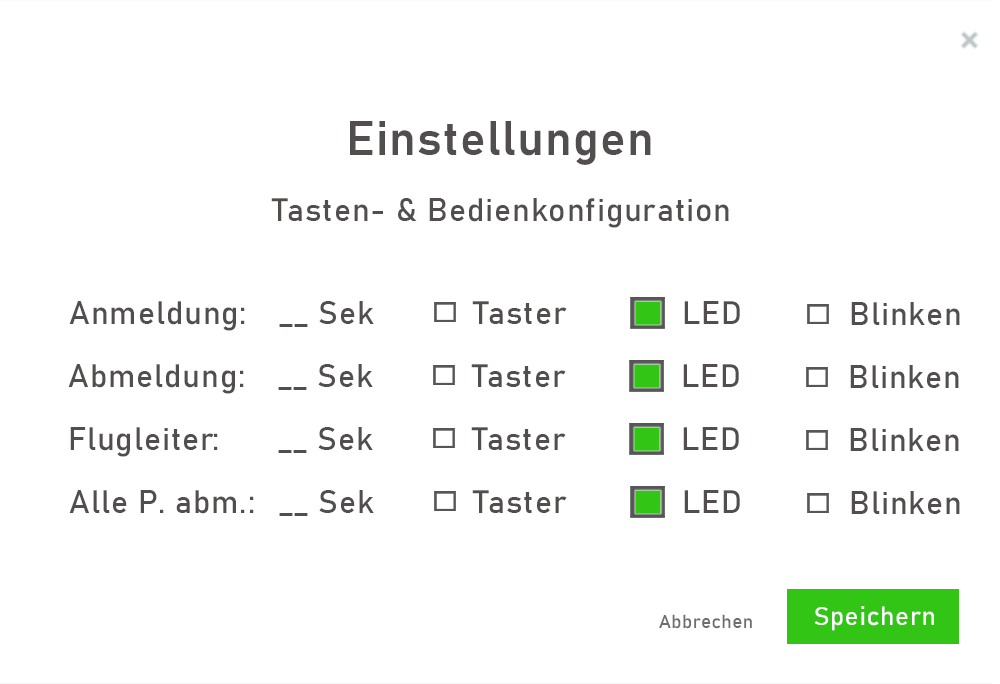 Einstellungen
Tasten- & Bedienkonfiguration
Anmeldung: __ Sek Taster LED Blinken
Abmeldung: __ Sek Taster LED Blinken
Flugleiter: __ Sek Taster LED Blinken
Alle P. abm.: __ Sek Taster LED Blinken
Abbrechen Speichern